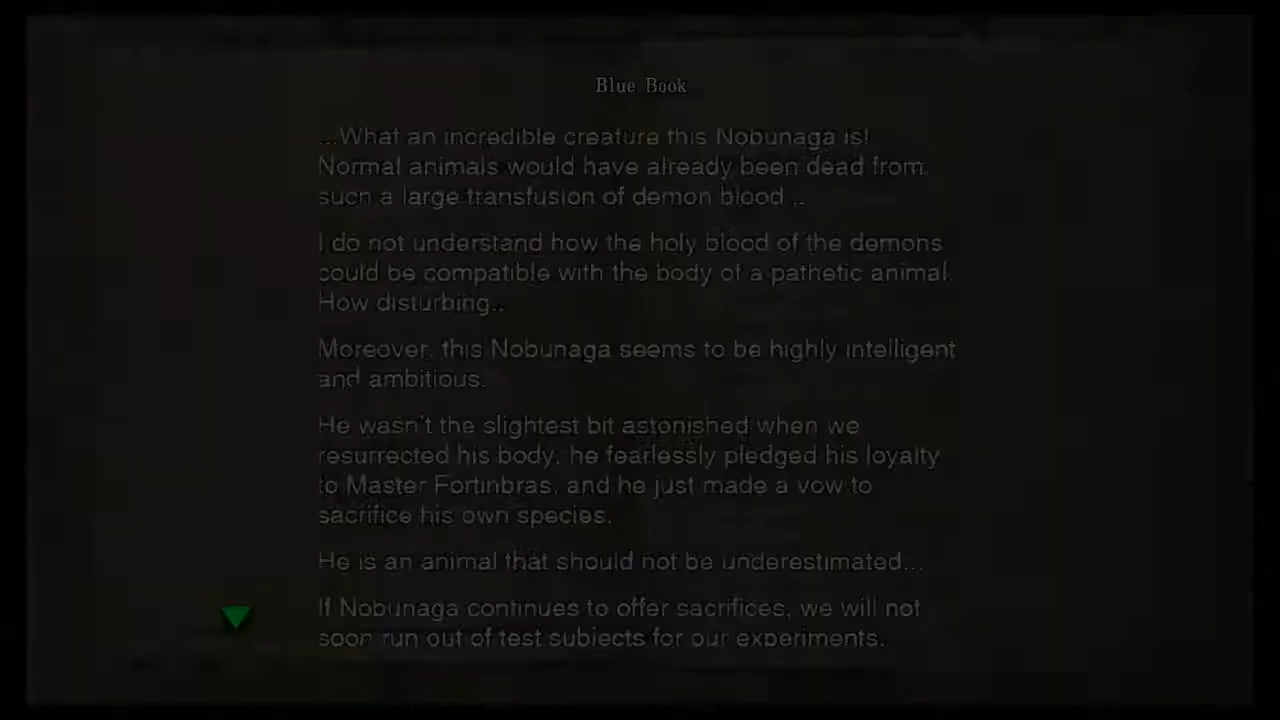 Blue Book
...What an incredible creature this Nobunaga is!
Normal animals would have already been dead from
such a large transfusion of demon blood ..
I do not understand how the holy blood of the demons
could be compatible with the body of a pathetic animal.
How disturbing..
Moreover, this Nobunaga seems to be highly intelligent
and ambitious.
He wasn't the slightest bit astonished when we
resurrected his body, he fearlessly pledged his loyalty
to Master Fortinbras, and he just made a vow to
sacrifice his own species.
He is an animal that should not be underestimated...
If Nobunaga continues to offer sacrifices, we will not
soon run out of test subjects for our experiments.